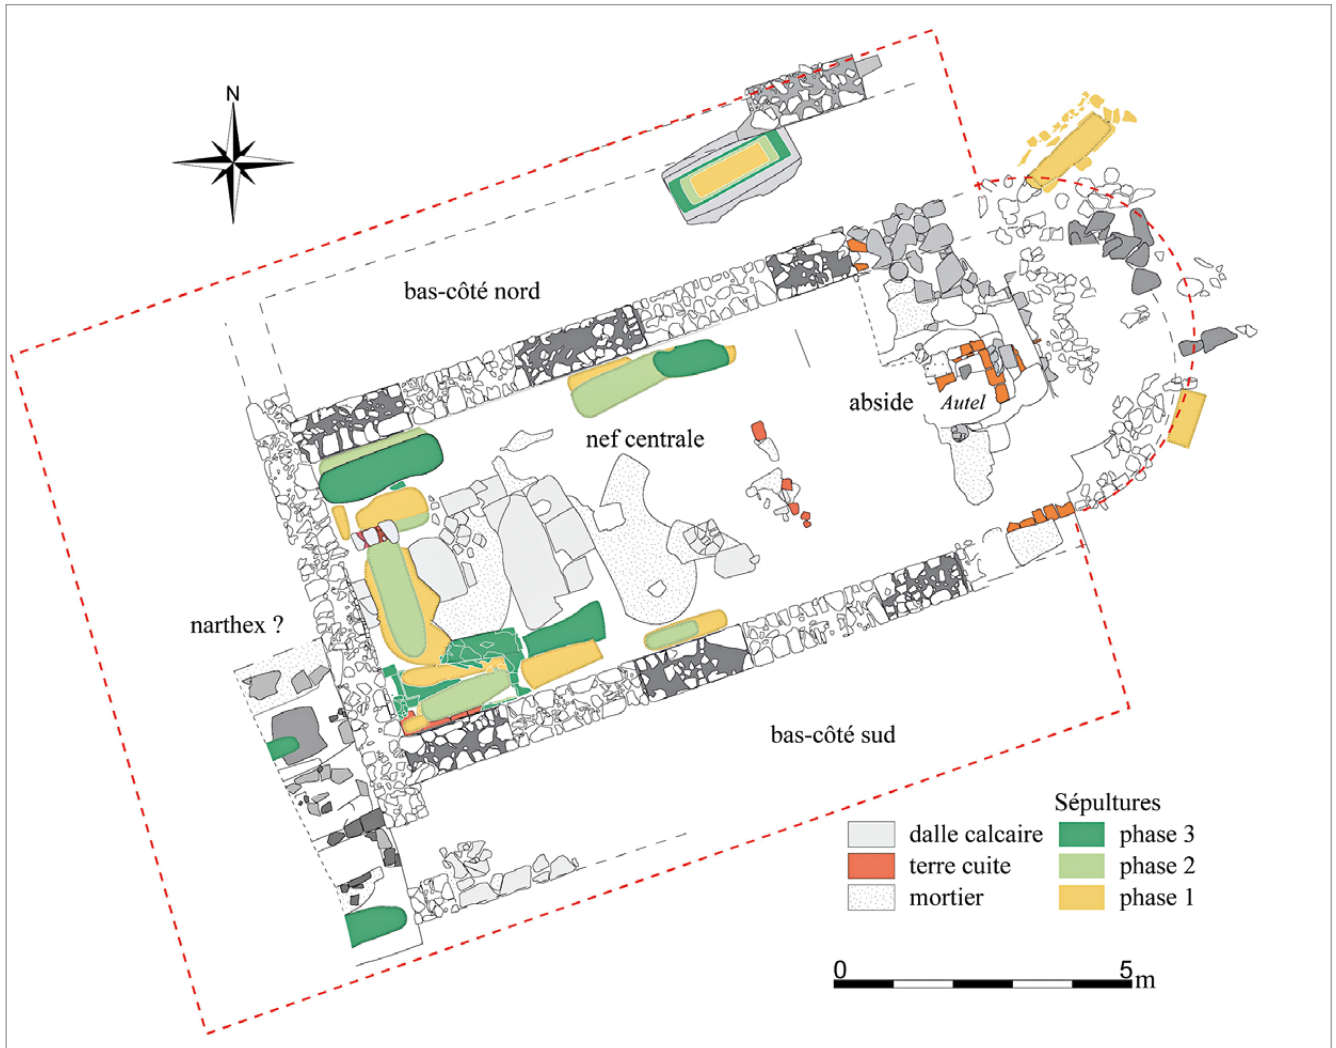 N
bas-côté nord
abside
Autel
nef centrale
narthex ?
bas-côté sud
Sépultures
dalle calcaire
phase 3
terre cuite
phase 2
mortier
phase 1
0
5 m